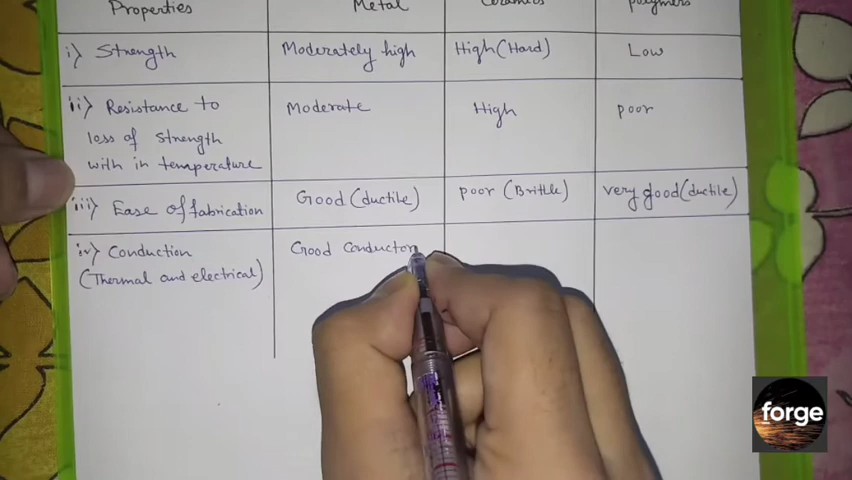 Properties Metal Ceramics Polymers
i) Strength Moderately high High (Hard) Low
ii) Resistance to Moderate High poor
loss of strength
with in temperature
iii) Ease of fabrication Good (ductile) poor (Brittle) very good (ductile)
iv) Conduction Good Conductor
(Thermal and electrical)
forge